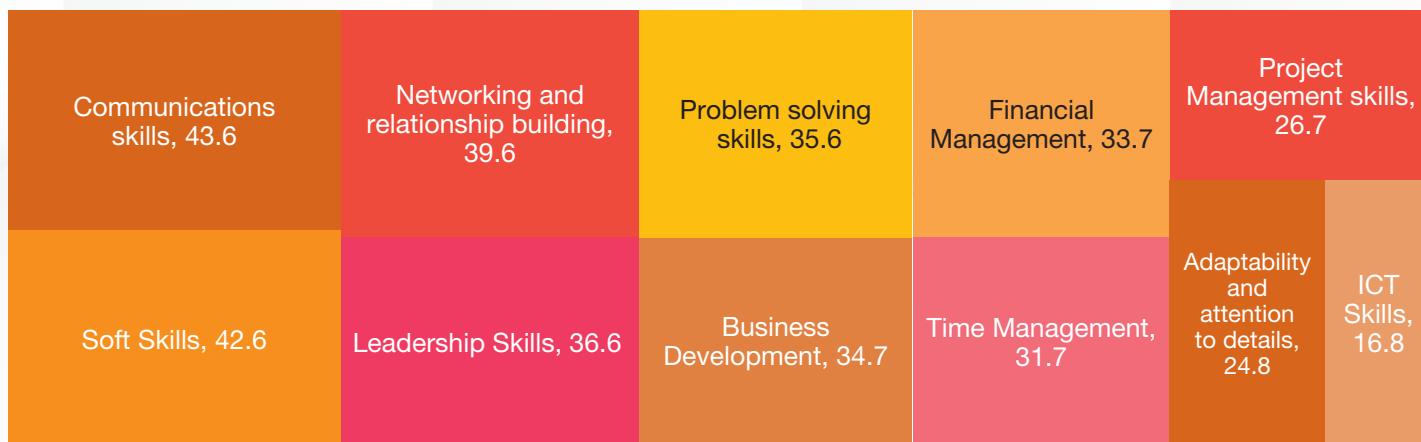 Communications
skills, 43.6
Soft Skills, 42.6
Networking and
relationship building,
39.6
Leadership Skills, 36.6
Problem solving
skills, 35.6
Business
Development, 34.7
Financial
Management, 33.7
Time Management,
31.7
Project
Management skills,
26.7
Adaptability
and
attention
to details,
24.8
ICT
Skills,
16.8